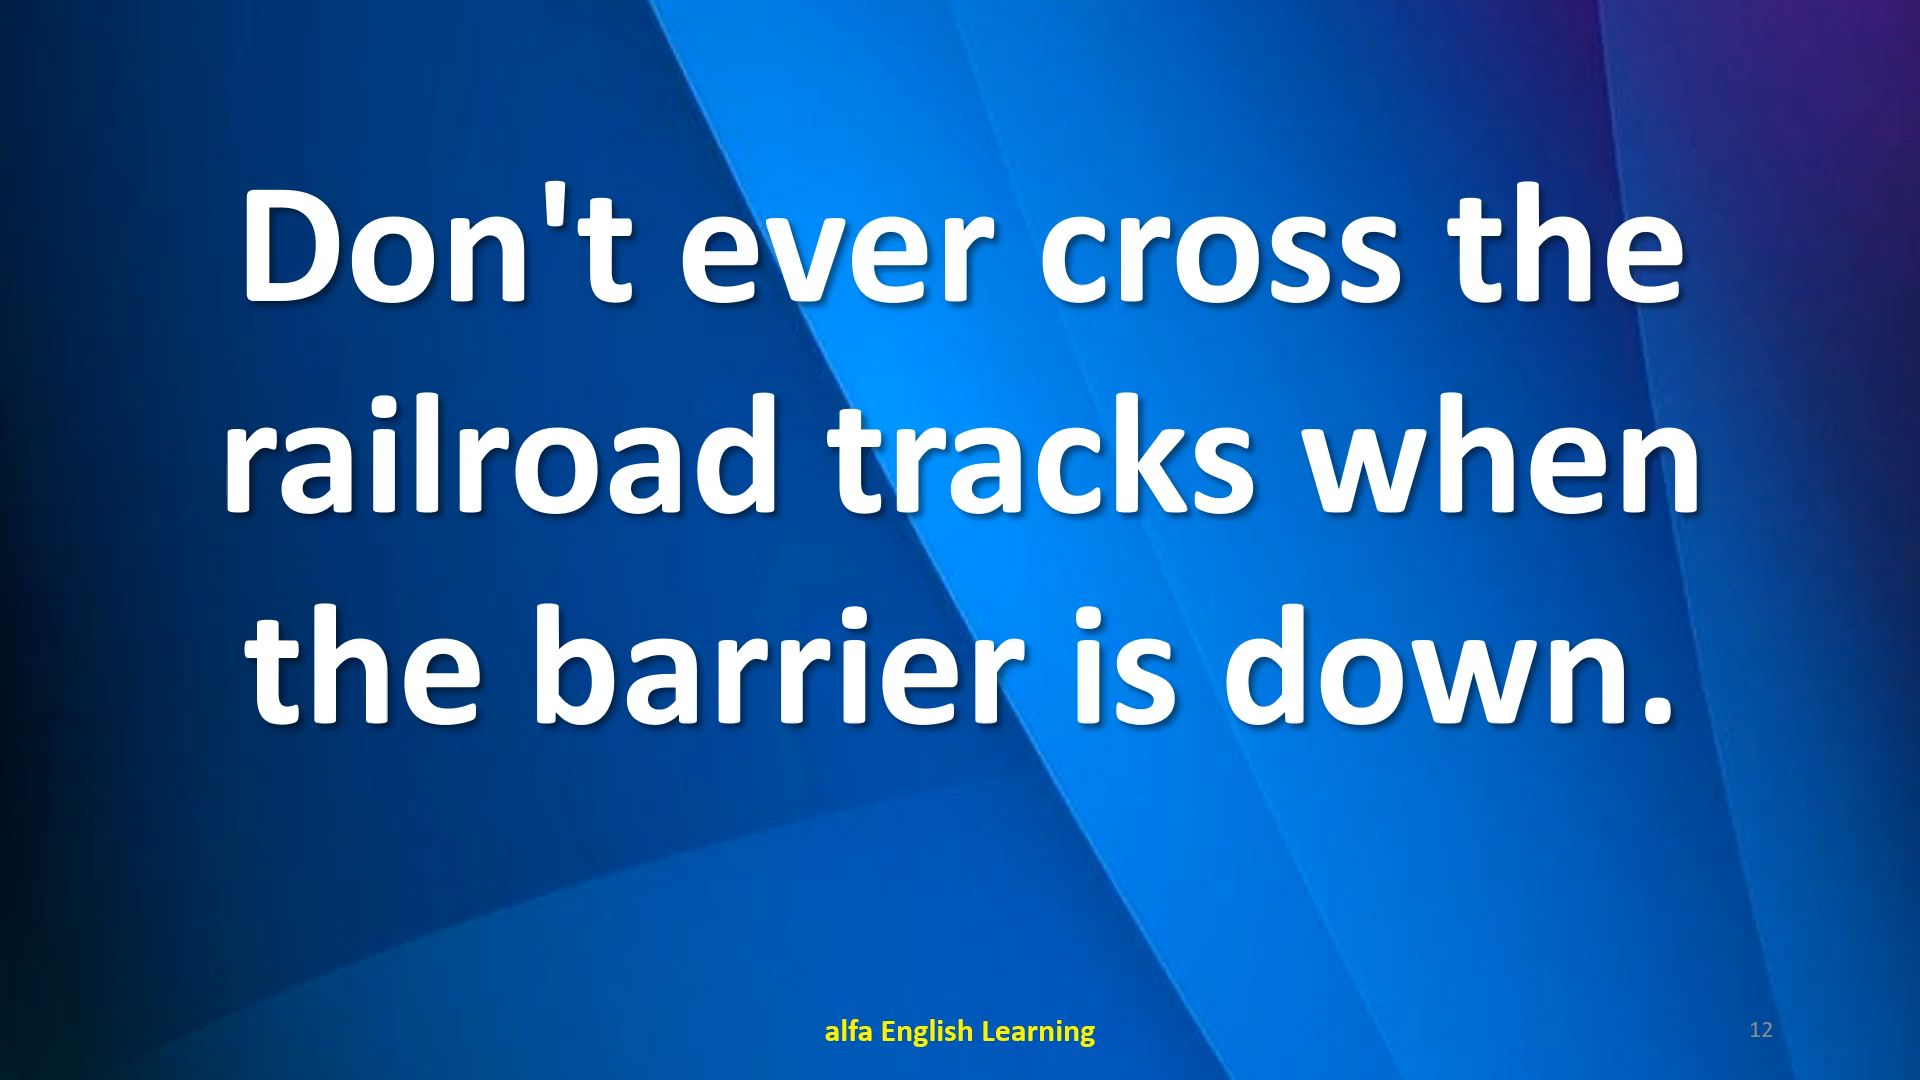 Don't ever cross the
railroad tracks when
the barrier is down.
alfa English Learning
12